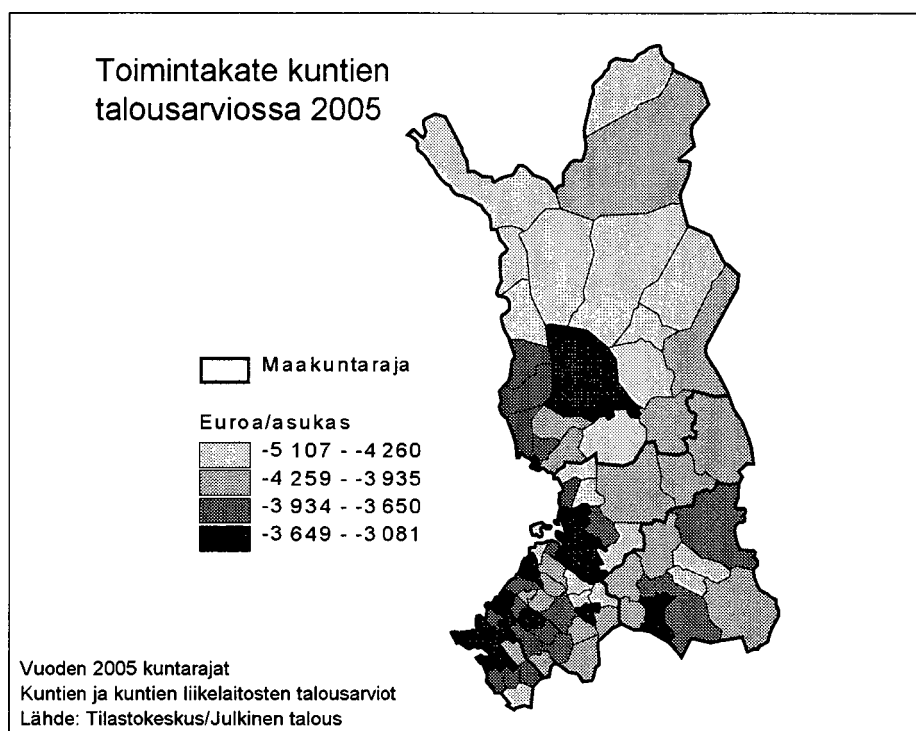 Toimintakate kuntien
talousarviossa 2005
Maakuntaraja
Euroa/asukas
-5 107 - -4 260
-4 259 - -3 935
-3 934 - -3 650
-3 649 - -3 081
Vuoden 2005 kuntarajat
Kuntien ja kuntien liikelaitosten talousarviot
Lähde: Tilastokeskus/Julkinen talous